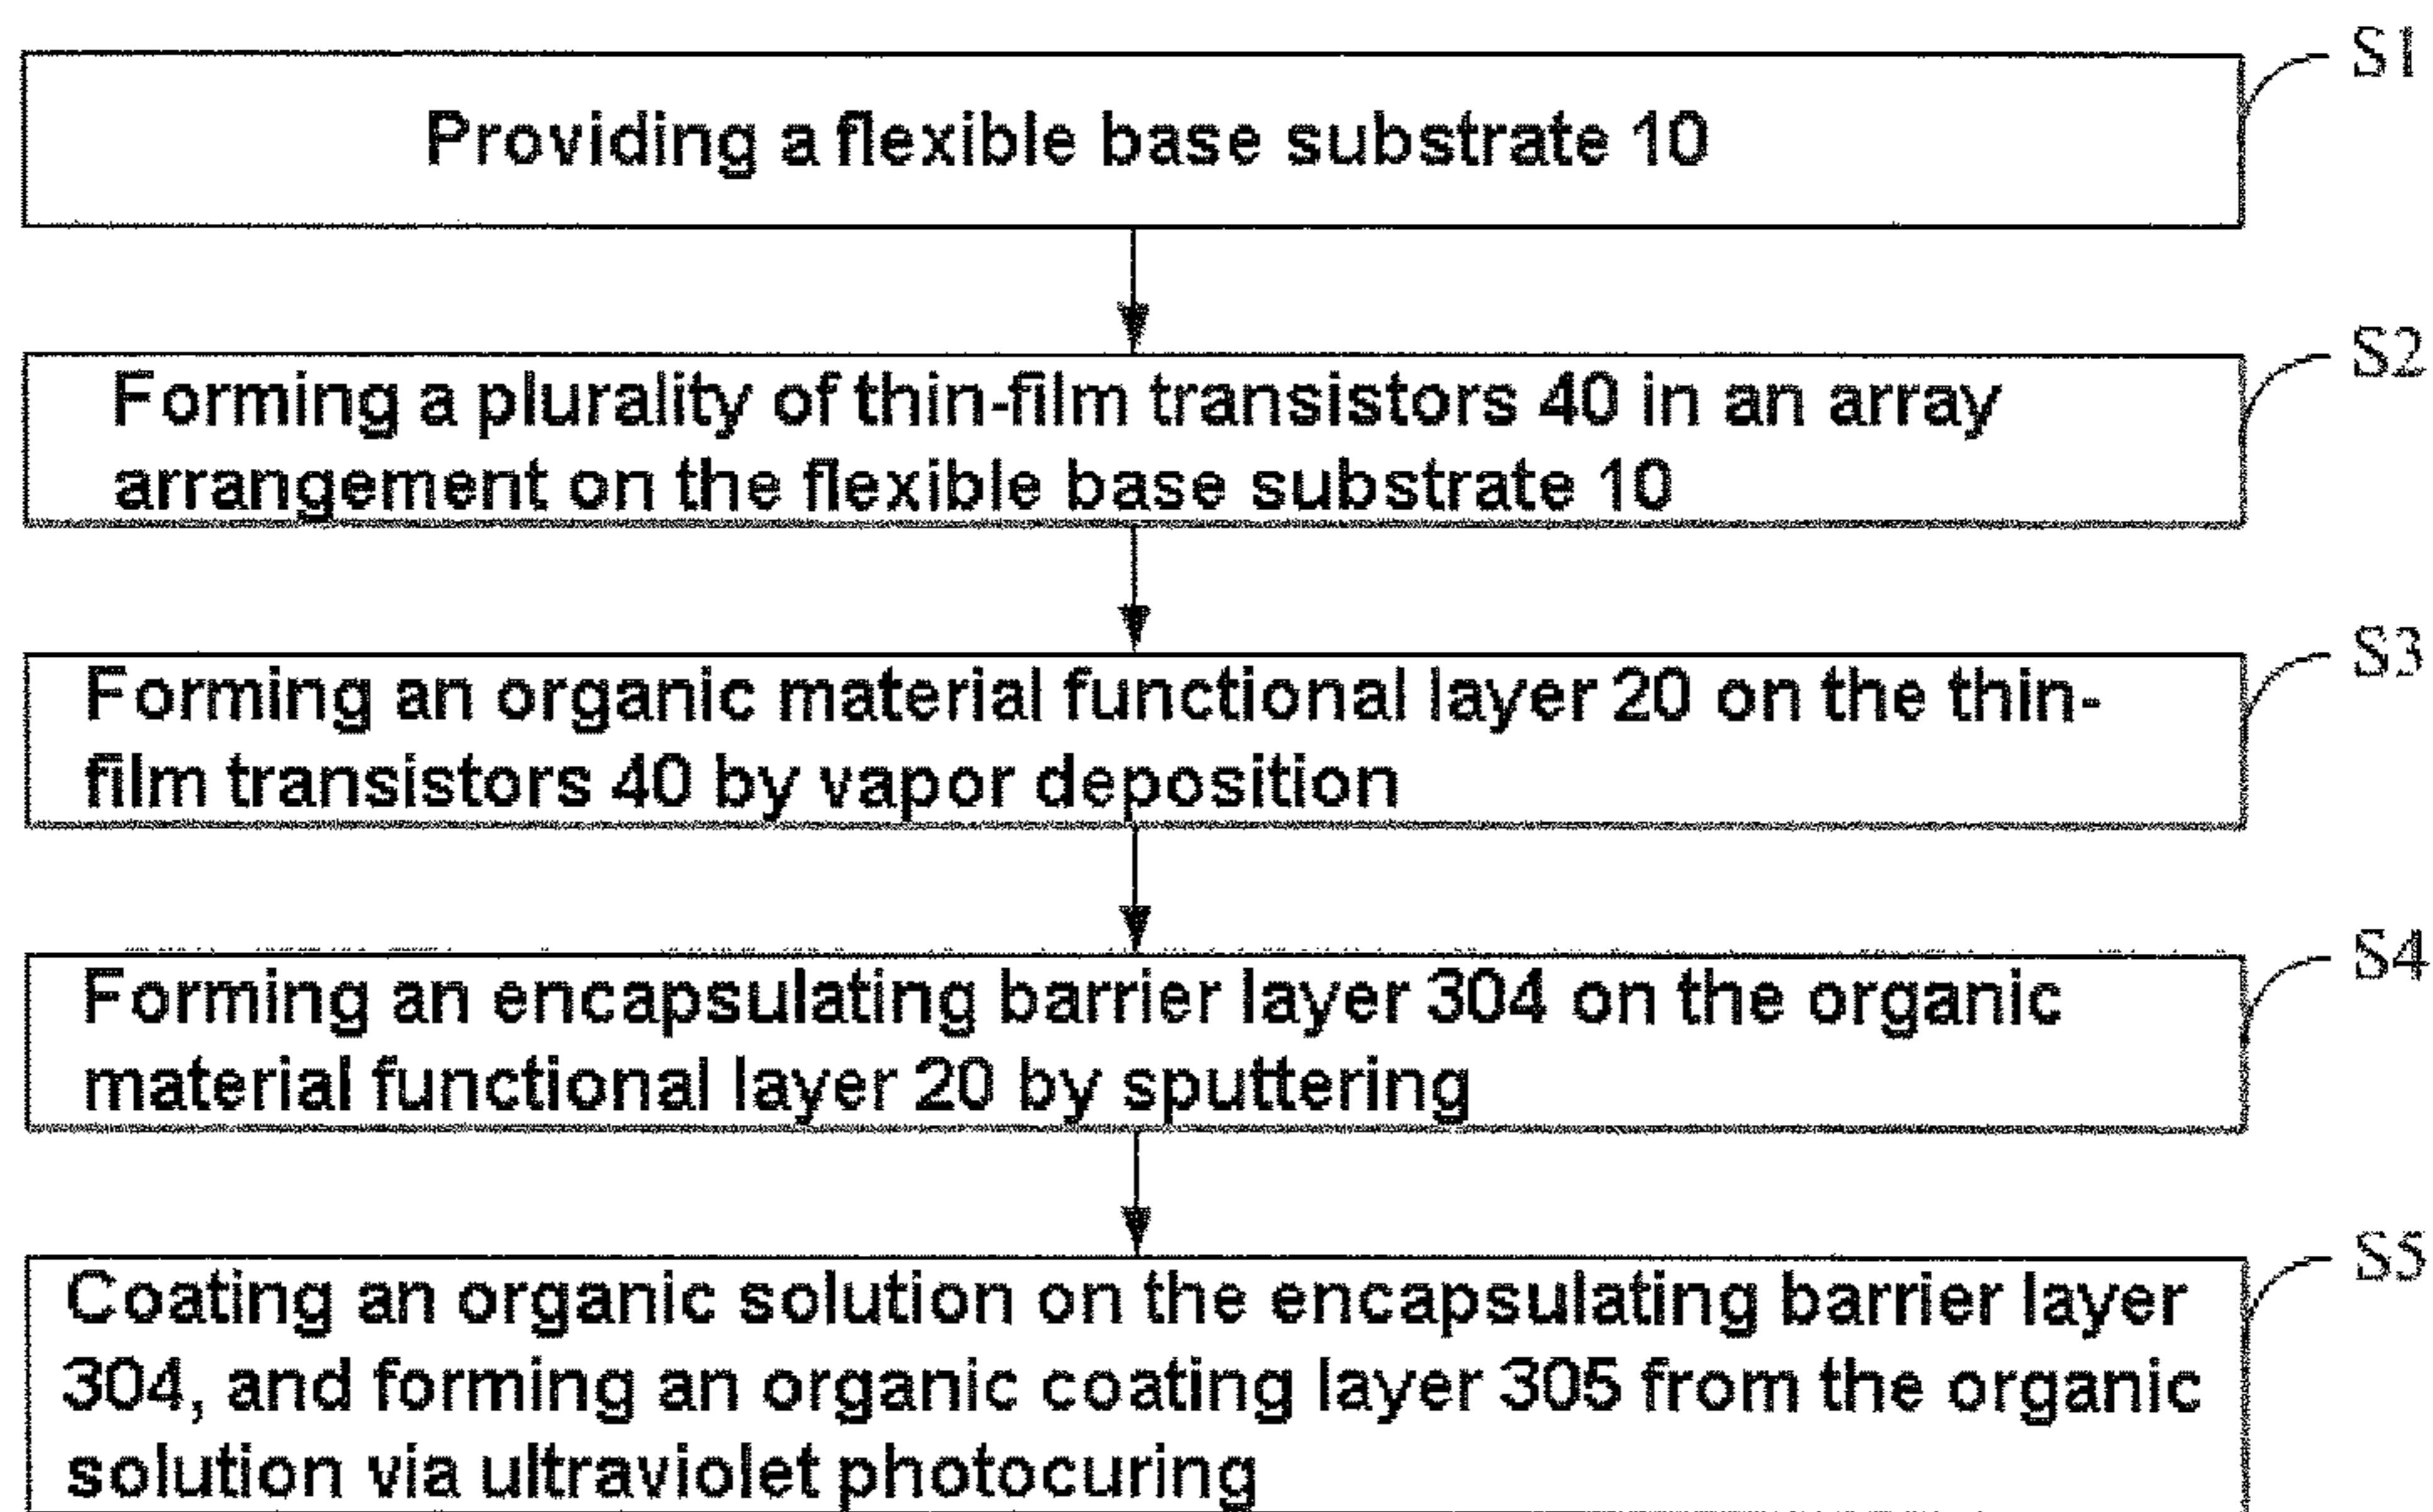 S1
Providing a flexible base substrate 10
S2
Forming a plurality of thin-film transistors 40 in an array
arrangement on the flexible base substrate 10
S3
Forming an organic material functional layer 20 on the thin-
film transistors 40 by vapor deposition
S4
Forming an encapsulating barrier layer 304 on the organic
material functional layer 20 by sputtering
S5
Coating an organic solution on the encapsulating barrier layer
304, and forming an organic coating layer 305 from the organic
solution via ultraviolet photocuring